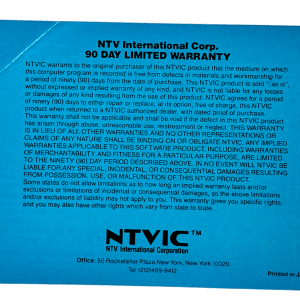 NTV International Corp.
90 DAY LIMITED WARRANTY
NTVIC warrants to the original purchaser of this NTVIC product that the medium on which
this computer program is recorded is free from defects in materials and workmanship for
a period of ninety (90) days from the date of purchase. This NTVIC product is sold "as is",
without expressed or implied warranty of any kind, and NTVIC is not liable for any losses
or damages of any kind resulting from the use of this product. NTVIC agrees for a period
of ninety (90) days to either repair or replace, at its option, free of charge, this NTVIC
product when returned to a NTVIC authorized dealer, with dated proof of purchase.
This warranty shall not be applicable and shall be void if the defect in this NTVIC product
has arisen through abuse, unreasonable use, mistreatment or neglect. THIS WARRANTY
IS IN LIEU OF ALL OTHER WARRANTIES AND NO OTHER REPRESENTATIONS OR
CLAIMS OF ANY NATURE SHALL BE BINDING ON OR OBLIGATE NTVIC. ANY IMPLIED
WARRANTIES APPLICABLE TO THIS SOFTWARE PRODUCT, INCLUDING WARRANTIES
OF MERCHANTABILITY AND FITNESS FOR A PARTICULAR PURPOSE, ARE LIMITED
TO THE NINETY (90) DAY PERIOD DESCRIBED ABOVE. IN NO EVENT WILL NTVIC BE
LIABLE FOR ANY SPECIAL, INCIDENTAL, OR CONSEQUENTIAL DAMAGES RESULTING
FROM POSSESSION, USE, OR MALFUNCTION OF THIS NTVIC PRODUCT.
Some states do not allow limitations as to how long an implied warranty lasts and/or
exclusions or limitations of incidental or consequential damages, so the above limitations
and/or exclusions of liability may not apply to you. This warranty gives you specific rights,
and you may also have other rights which vary from state to state.
NTVIC™
NTV International Corporation
Office: 50 Rockefeller Plaza New York, New York 10020
Tel: (212)489-8412
Printed in J